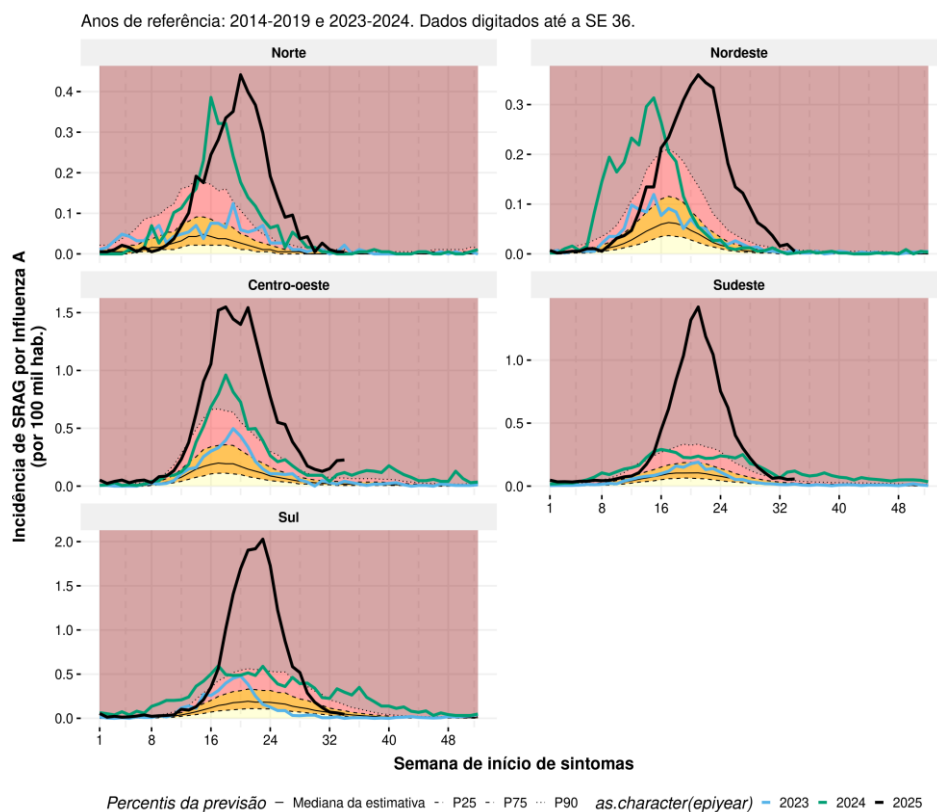 Anos de referência: 2014-2019 e 2023-2024. Dados digitados até a SE 36.
Norte
Nordeste
0.4
0.3
0.2
0.1
0.0
0.3
0.2
0.1
0.0
Centro-oeste
Sudeste
1.5
1.0
0.5
0.0
1.0
0.5
0.0
1 8 16 24 32 40 48
Sul
2.0
1.5
1.0
0.5
0.0
1 8 16 24 32 40 48
Incidência de SRAG por Influenza A
(por 100 mil hab.)
Semana de início de sintomas
Percentis da previsão Mediana da estimativa P25 P75 P90 as.character(epiyear) 2023 2024 2025